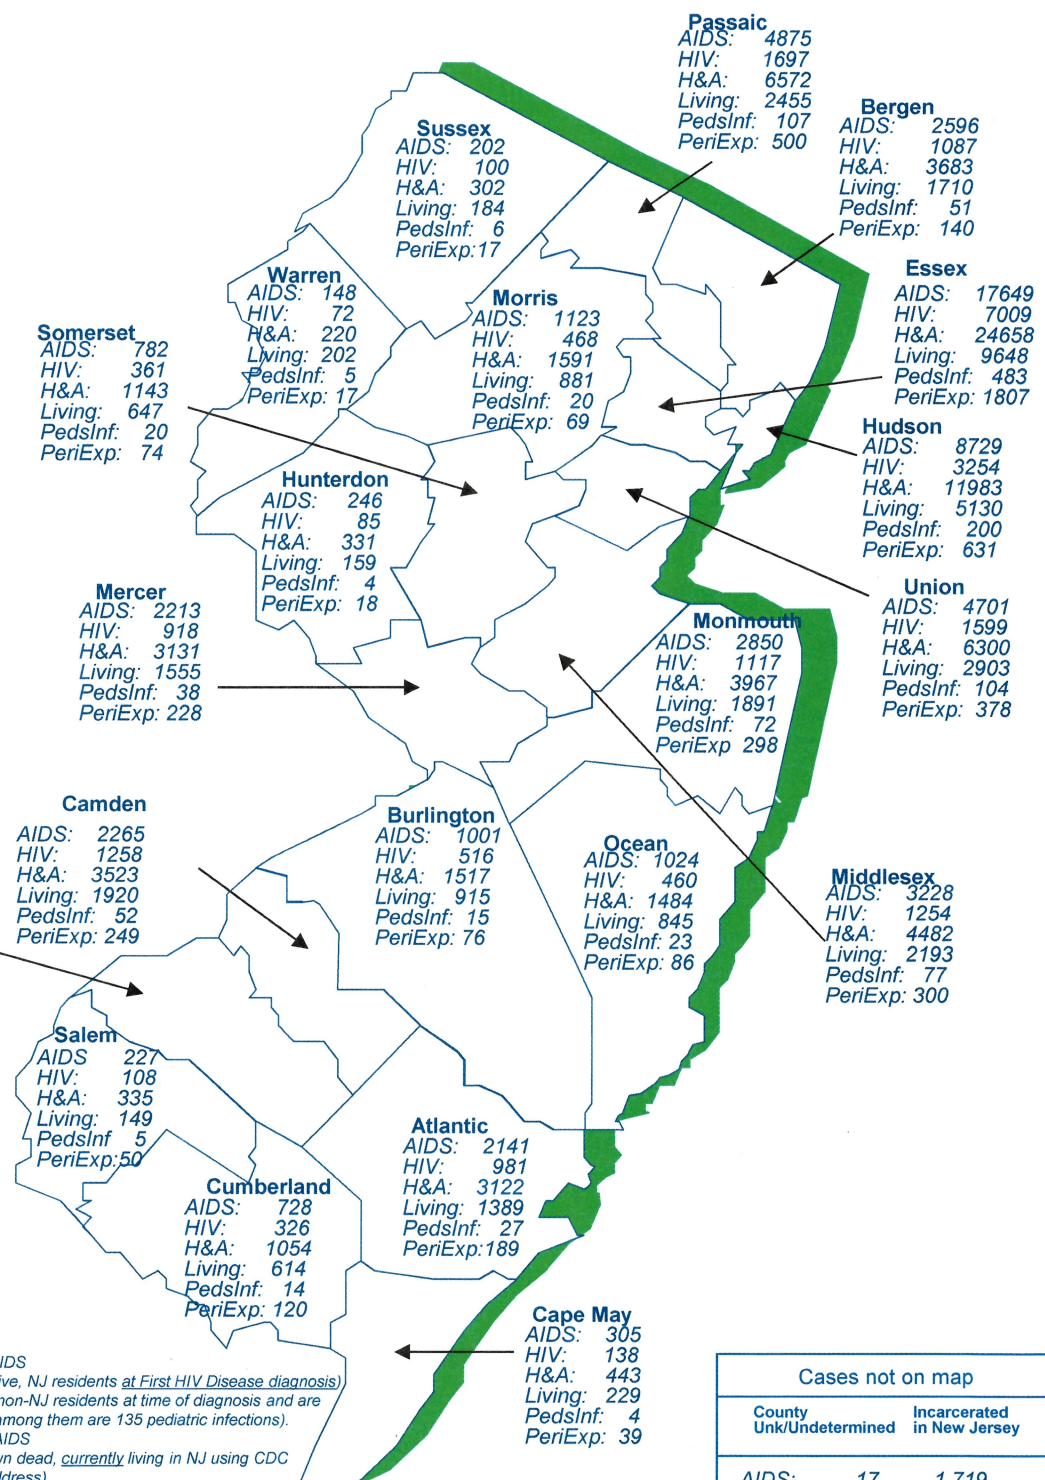 Passaic
AIDS: 4875
HIV: 1697
H&A: 6572
Living: 2455
PedsInf: 107
PeriExp: 500
Bergen
AIDS: 2596
HIV: 1087
H&A: 3683
Living: 1710
PedsInf: 51
PeriExp: 140
Sussex
AIDS: 202
HIV: 100
H&A: 302
Living: 184
PedsInf: 6
PeriExp:17
Essex
AIDS: 17649
HIV: 7009
H&A: 24658
Living: 9648
PedsInf: 483
PeriExp: 1807
Warren
AIDS: 148
HIV: 72
H&A: 220
Living: 202
PedsInf: 5
PeriExp: 17
Morris
AIDS: 1123
HIV: 468
H&A: 1591
Living: 881
PedsInf: 20
PeriExp: 69
Somerset
AIDS: 782
HIV: 361
H&A: 1143
Living: 647
PedsInf: 20
PeriExp: 74
Hudson
AIDS: 8729
HIV: 3254
H&A: 11983
Living: 5130
PedsInf: 200
PeriExp: 631
Hunterdon
AIDS: 246
HIV: 85
H&A: 331
Living: 159
PedsInf: 4
PeriExp: 18
Union
AIDS: 4701
HIV: 1599
H&A: 6300
Living: 2903
PedsInf: 104
PeriExp: 378
Mercer
AIDS: 2213
HIV: 918
H&A: 3131
Living: 1555
PedsInf: 38
PeriExp: 228
Monmouth
AIDS: 2850
HIV: 1117
H&A: 3967
Living: 1891
PedsInf: 72
PeriExp 298
Camden
AIDS: 2265
HIV: 1258
H&A: 3523
Living: 1920
PedsInf: 52
PeriExp: 249
Burlington
AIDS: 1001
HIV: 516
H&A: 1517
Living: 915
PedsInf: 15
PeriExp: 76
Ocean
AIDS: 1024
HIV: 460
H&A: 1484
Living: 845
PedsInf: 23
PeriExp: 86
Middlesex
AIDS: 3228
HIV: 1254
H&A: 4482
Living: 2193
PedsInf: 77
PeriExp: 300
Salem
AIDS 227
HIV: 108
H&A: 335
Living: 149
PedsInf 5
PeriExp:50
Atlantic
AIDS: 2141
HIV: 981
H&A: 3122
Living: 1389
PedsInf: 27
PeriExp:189
Cumberland
AIDS: 728
HIV: 326
H&A: 1054
Living: 614
PedsInf: 14
PeriExp: 120
Cape May
AIDS: 305
HIV: 138
H&A: 443
Living: 229
PedsInf: 4
PeriExp: 39
IDS
ive, NJ residents at First HIV Disease diagnosis)
non-NJ residents at time of diagnosis and are
among them are 135 pediatric infections).
AIDS
wn dead, currently living in NJ using CDC
ddress)
Cases not on map
County Incarcerated
Unk/Undetermined in New Jersey
AIDS: 17 1,719